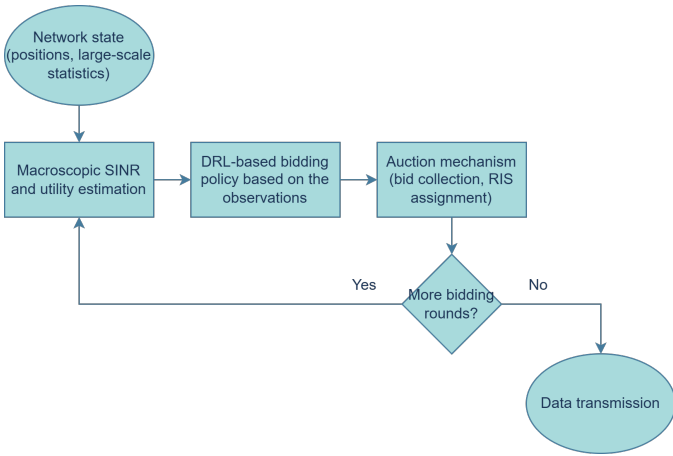 Network state
(positions, large-scale
statistics)
Macroscopic SINR
and utility estimation
DRL-based bidding
policy based on the
observations
Auction mechanism
(bid collection, RIS
assignment)
Yes
More bidding
rounds?
No
Data transmission